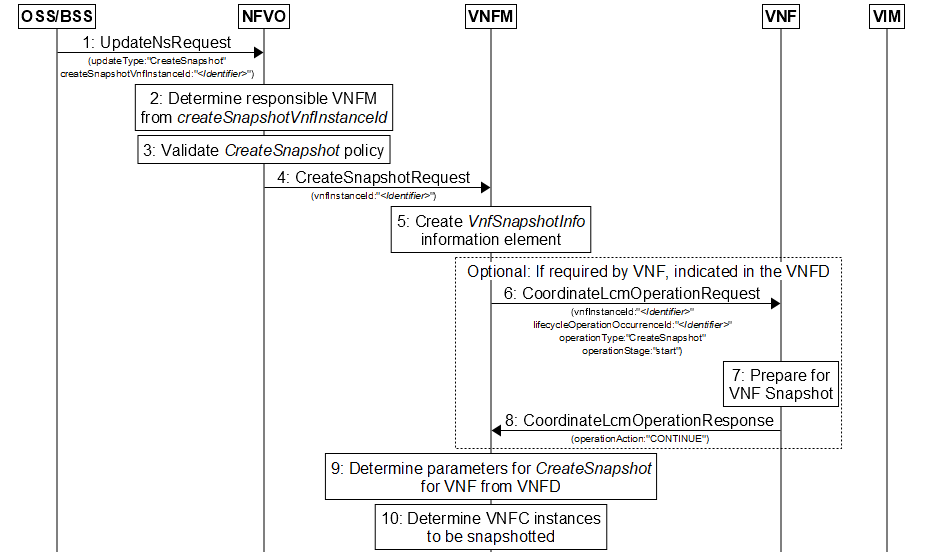 OSS/BSS NFVO VNFM VNF VIM
1: UpdateNsRequest
(updateType:"CreateSnapshot"
createSnapshotVnfInstanceId:"<Identifier>")
2: Determine responsible VNFM
from createSnapshotVnfInstanceId
3: Validate CreateSnapshot policy
4: CreateSnapshotRequest
(vnfInstanceId:"<Identifier>")
5: Create VnfSnapshotInfo
information element
Optional: If required by VNF, indicated in the VNFD
6: CoordinateLcmOperationRequest
(vnfInstanceId:"<Identifier>"
lifecycleOperationOccurrenceId:"<Identifier>"
operationType:"CreateSnapshot"
operationStage:"start")
7: Prepare for
VNF Snapshot
8: CoordinateLcmOperationResponse
(operationAction:"CONTINUE")
9: Determine parameters for CreateSnapshot
for VNF from VNFD
10: Determine VNFC instances
to be snapshotted